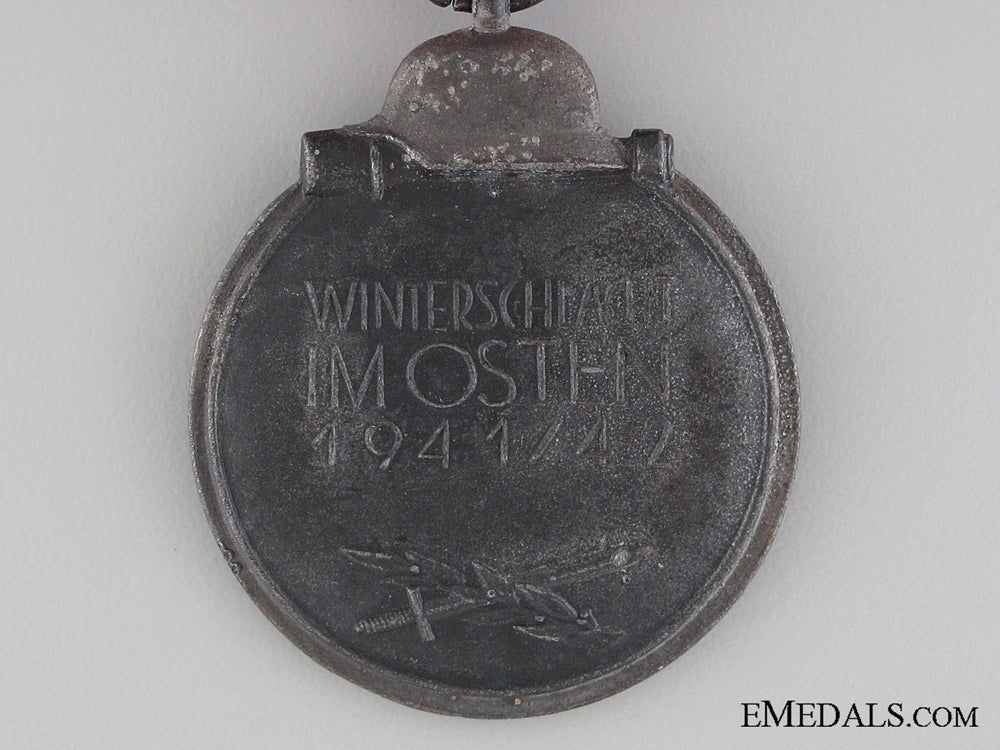 WINTERSCHLACHT
IM OSTEN
1941/42
EMEDALS.COM